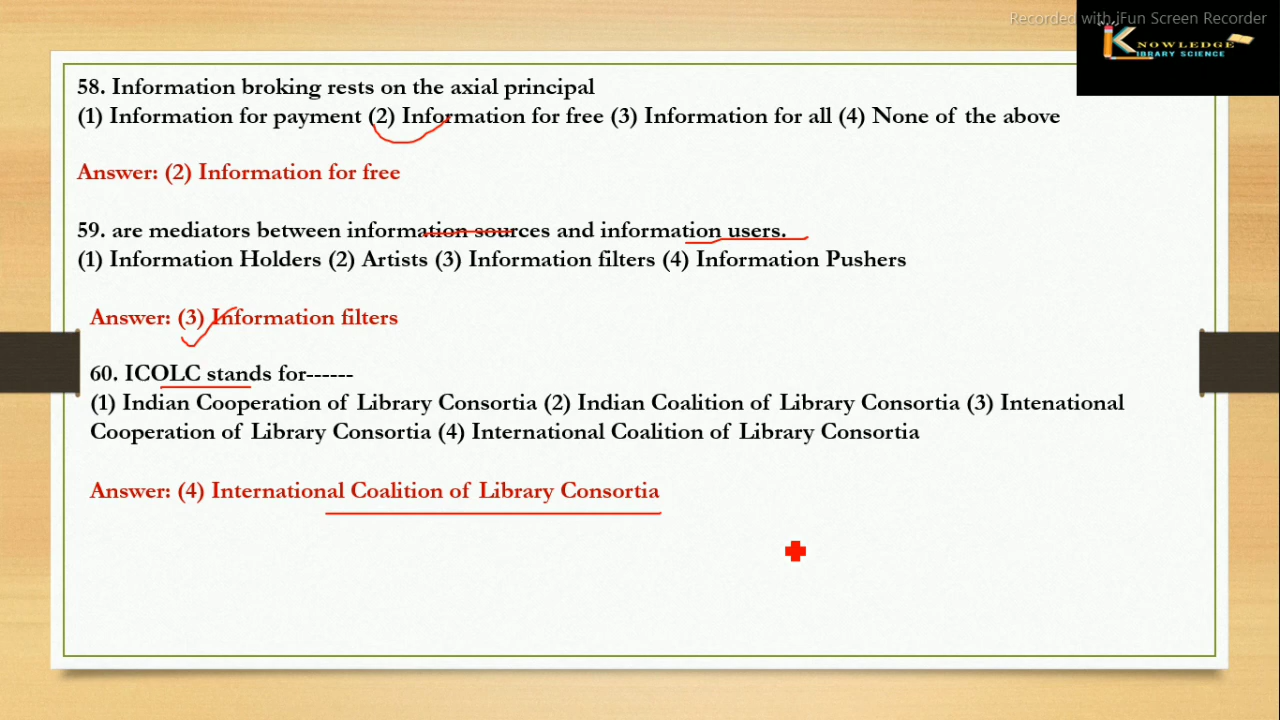 Recorded with iFun Screen Recorder
KNOWLEDGE
LIBRARY SCIENCE
58. Information broking rests on the axial principal
(1) Information for payment (2) Information for free (3) Information for all (4) None of the above
Answer: (2) Information for free
59. are mediators between information sources and information users.
(1) Information Holders (2) Artists (3) Information filters (4) Information Pushers
Answer: (3) Information filters
60. ICOLC stands for------
(1) Indian Cooperation of Library Consortia (2) Indian Coalition of Library Consortia (3) Intenational
Cooperation of Library Consortia (4) International Coalition of Library Consortia
Answer: (4) International Coalition of Library Consortia